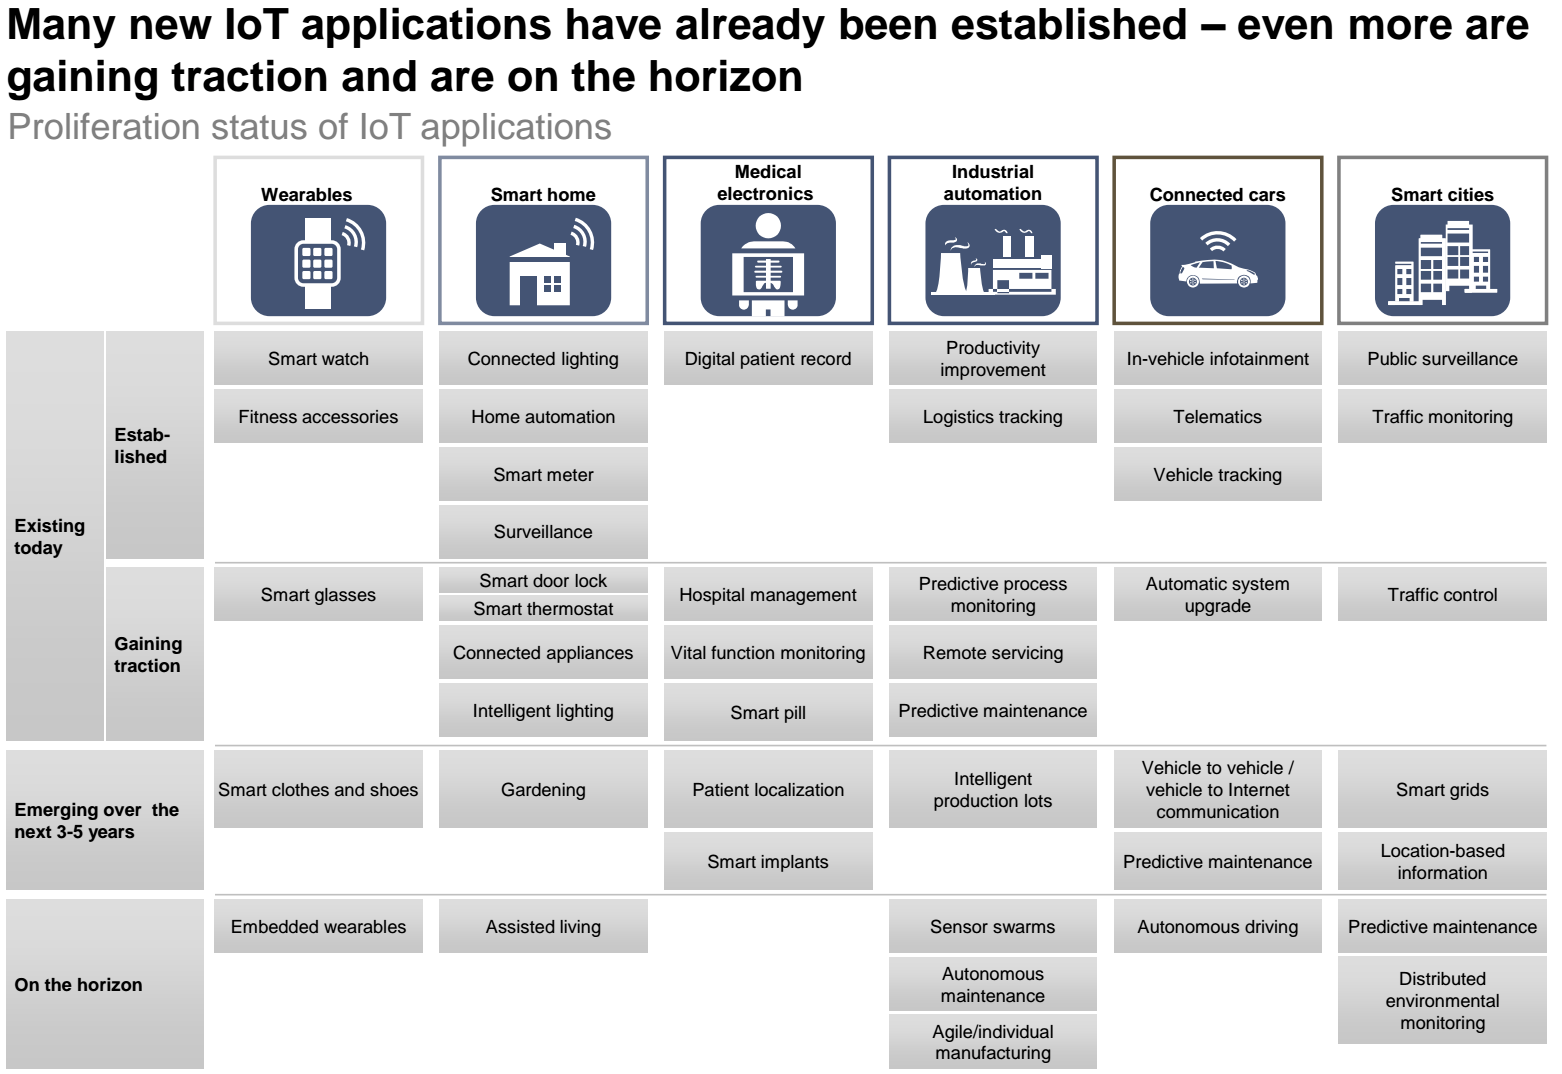 Many new IoT applications have already been established – even more are
gaining traction and are on the horizon
Proliferation status of IoT applications
Wearables
Smart home
Medical
electronics
Industrial
automation
Connected cars
Smart cities
Existing
today
Estab-
lished
Smart watch
Connected lighting
Digital patient record
Productivity
improvement
In-vehicle infotainment
Public surveillance
Fitness accessories
Home automation
Logistics tracking
Telematics
Traffic monitoring
Smart meter
Vehicle tracking
Surveillance
Gaining
traction
Smart glasses
Smart door lock
Smart thermostat
Hospital management
Predictive process
monitoring
Automatic system
upgrade
Traffic control
Connected appliances
Vital function monitoring
Remote servicing
Intelligent lighting
Smart pill
Predictive maintenance
Emerging over  the
next 3-5 years
Smart clothes and shoes
Gardening
Patient localization
Intelligent
production lots
Vehicle to vehicle /
vehicle to Internet
communication
Smart grids
Smart implants
Predictive maintenance
Location-based
information
On the horizon
Embedded wearables
Assisted living
Sensor swarms
Autonomous driving
Predictive maintenance
Autonomous
maintenance
Distributed
environmental
monitoring
Agile/individual
manufacturing